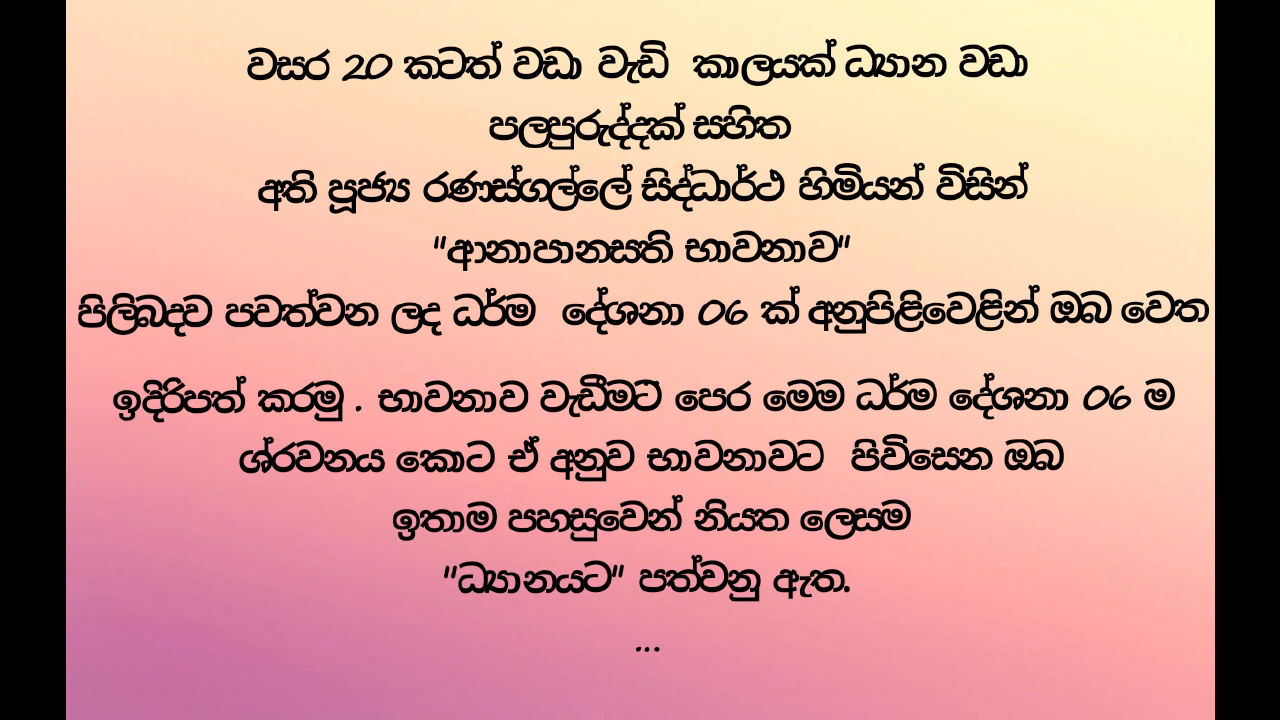 වසර 20 කටත් වඩා වැඩි කාලයක් ධ්‍යාන වඩා
පලපුරුද්දක් සහිත
අති පූජ්‍ය රණස්ගල්ලේ සිද්ධාර්ථ හිමියන් විසින්
"ආනාපානසති භාවනාව"
පිලිබදව පවත්වන ලද ධර්ම දේශනා 06 ක් අනුපිළිවෙළින් ඔබ වෙත
ඉදිරිපත් කරමු . භාවනාව වැඩීමට පෙර මෙම ධර්ම දේශනා 06 ම
ශ්රවනය කොට ඒ අනුව භාවනාවට පිවිසෙන ඔබ
ඉතාම පහසුවෙන් නියත ලෙසම
"ධ්‍යානයට" පත්වනු ඇත.
...